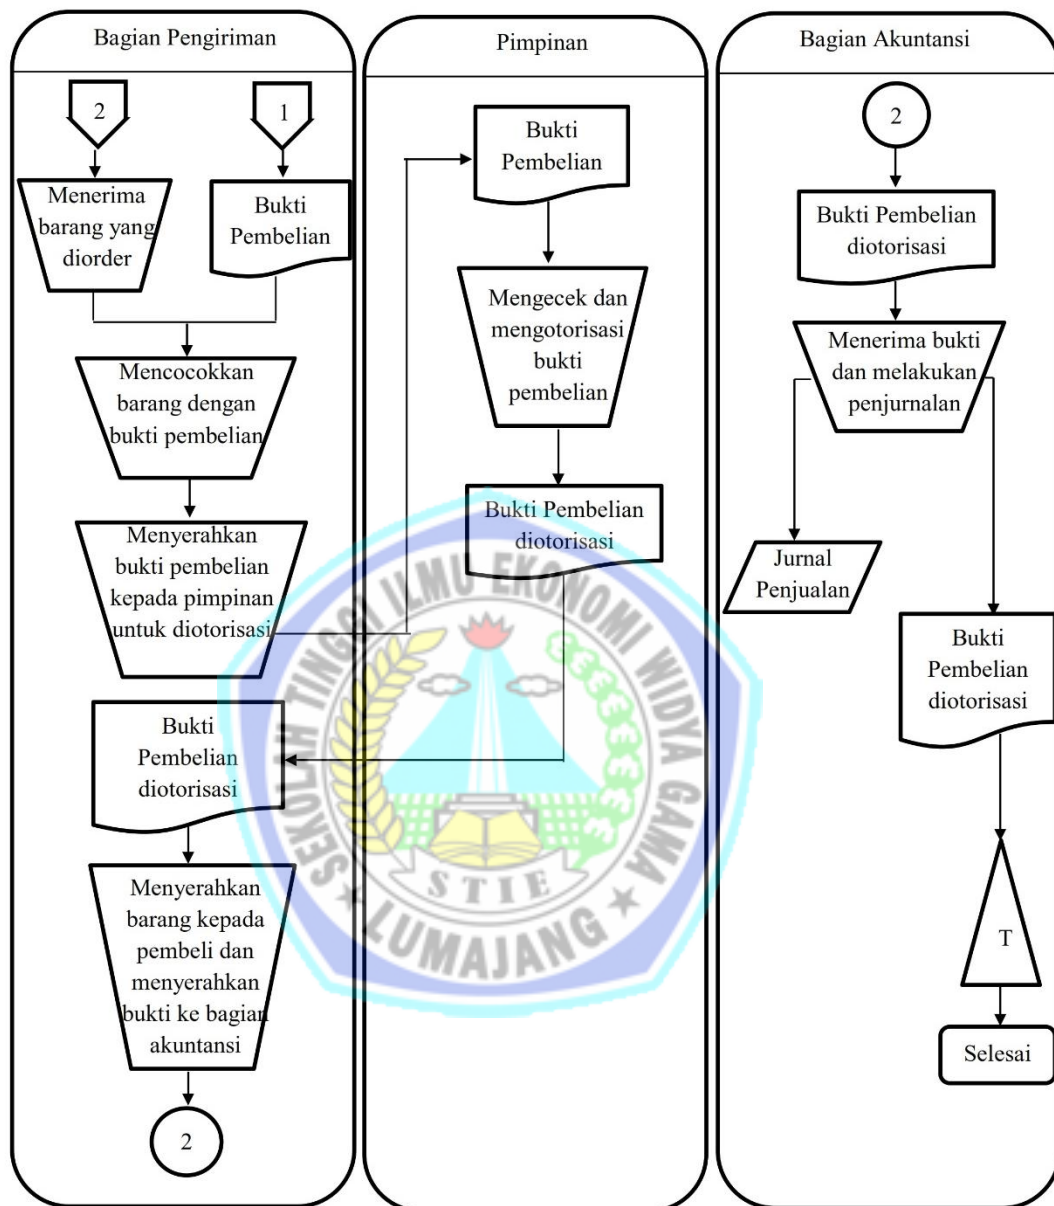 Bagian Pengiriman
2
1
Menerima
barang yang
diorder
Bukti
Pembelian
Mencocokkan
barang dengan
bukti pembelian
Menyerahkan
bukti pembelian
kepada pimpinan
untuk diotorisasi
Bukti
Pembelian
diotorisasi
Menyerahkan
barang kepada
pembeli dan
menyerahkan
bukti ke bagian
akuntansi
2
Pimpinan
Bukti
Pembelian
Mengecek dan
mengotorisasi
bukti
pembelian
Bukti Pembelian
diotorisasi
Bagian Akuntansi
2
Bukti Pembelian
diotorisasi
Menerima bukti
dan melakukan
penjurnalan
Jurnal
Penjualan
Bukti
Pembelian
diotorisasi
T
Selesai
SEKOLAH TINGGI ILMU EKONOMI WIDYA GAMA
STIE
LUMAJANG